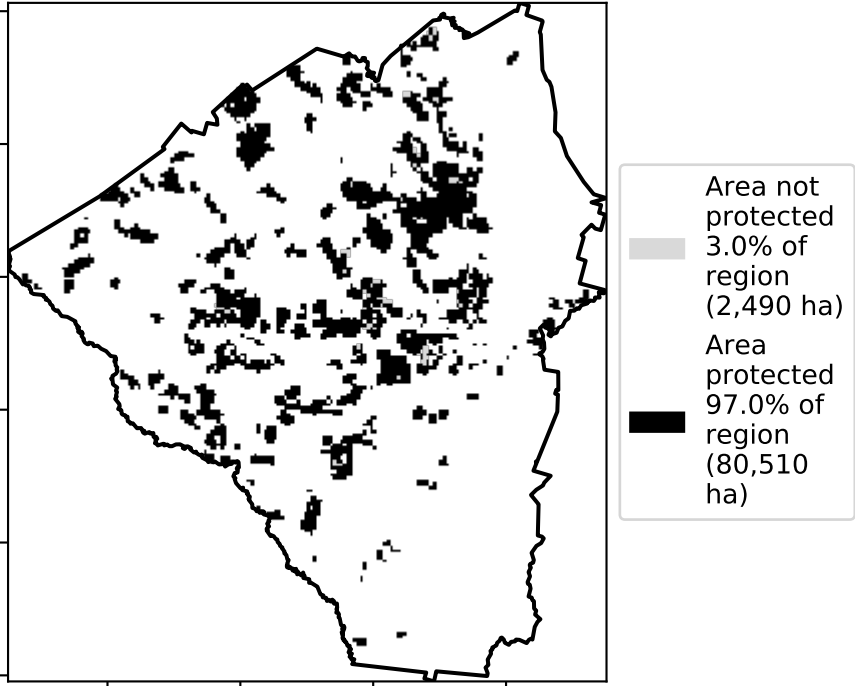 Area not
protected
3.0% of
region
(2,490 ha)
Area
protected
97.0% of
region
(80,510
ha)